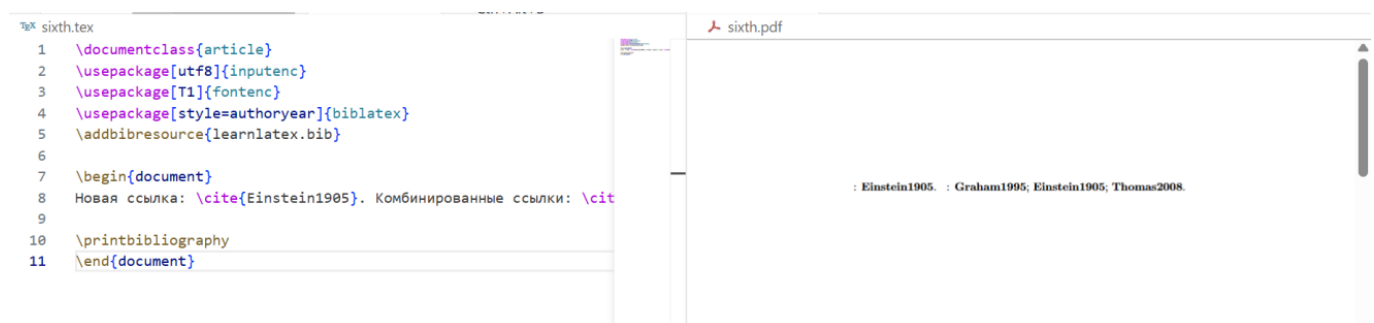 TEX sixth.tex
1 \documentclass{article}
2 \usepackage[utf8]{inputenc}
3 \usepackage[T1]{fontenc}
4 \usepackage[style=authoryear]{biblatex}
5 \addbibresource{learnlatex.bib}
6
7 \begin{document}
8 Новая ссылка: \cite{Einstein1905}. Комбинированные ссылки: \cit
9
10 \printbibliography
11 \end{document}
sixth.pdf
: Einstein1905. : Graham1995; Einstein1905; Thomas2008.